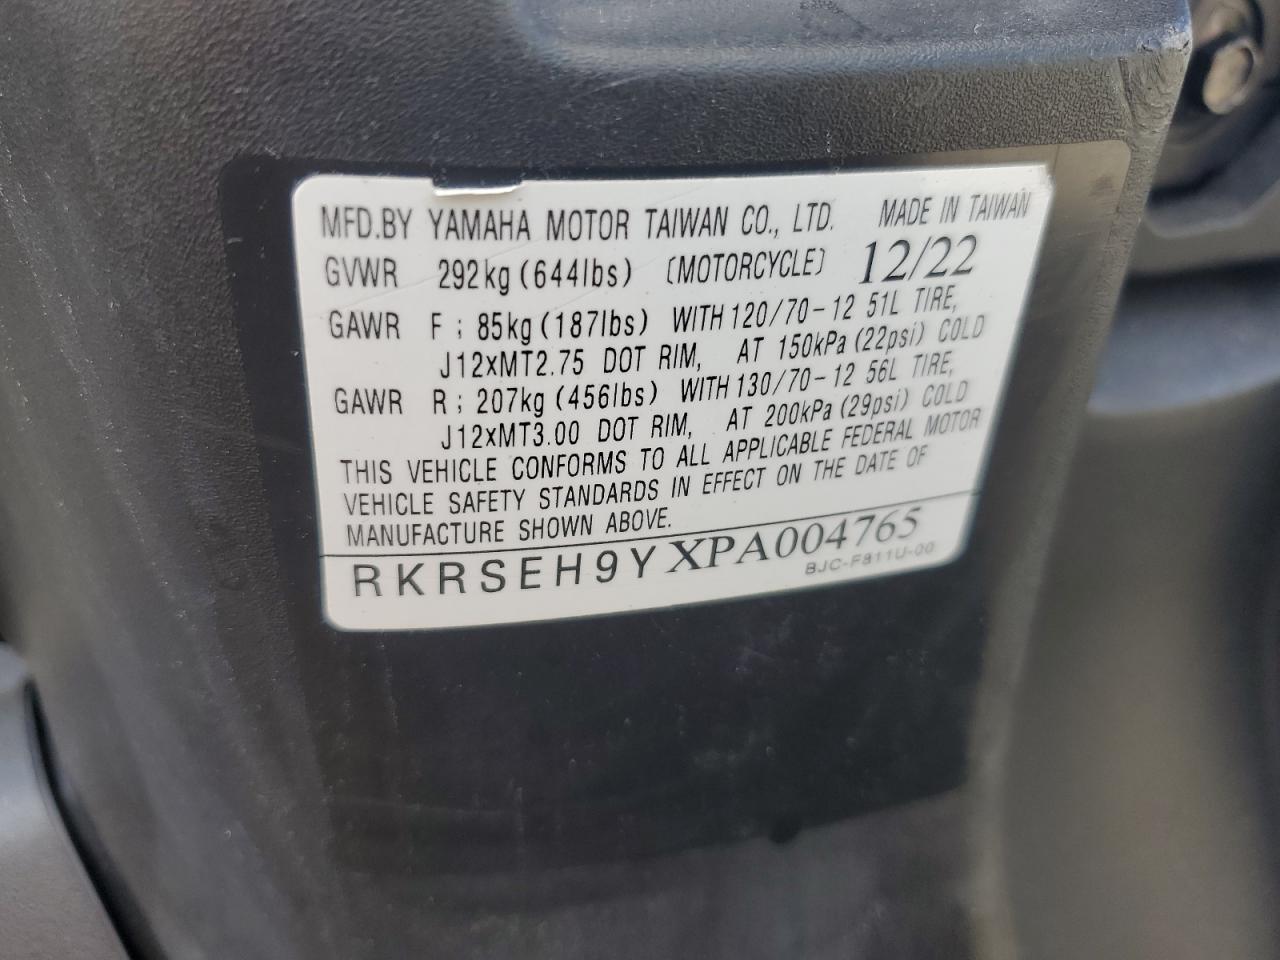 MFD.BY YAMAHA MOTOR TAIWAN CO., LTD. MADE IN TAIWAN
GVWR 292kg (644lbs) (MOTORCYCLE) 12/22
GAWR F ; 85kg (187lbs) WITH 120/70-12 51L TIRE,
J12xMT2.75 DOT RIM, AT 150kPa (22psi) COLD
GAWR R ; 207kg (456lbs) WITH 130/70-12 56L TIRE,
J12xMT3.00 DOT RIM, AT 200kPa (29psi) COLD
THIS VEHICLE CONFORMS TO ALL APPLICABLE FEDERAL MOTOR
VEHICLE SAFETY STANDARDS IN EFFECT ON THE DATE OF
MANUFACTURE SHOWN ABOVE.
RKRSEH9YXPA004765
BJC-F811U-00